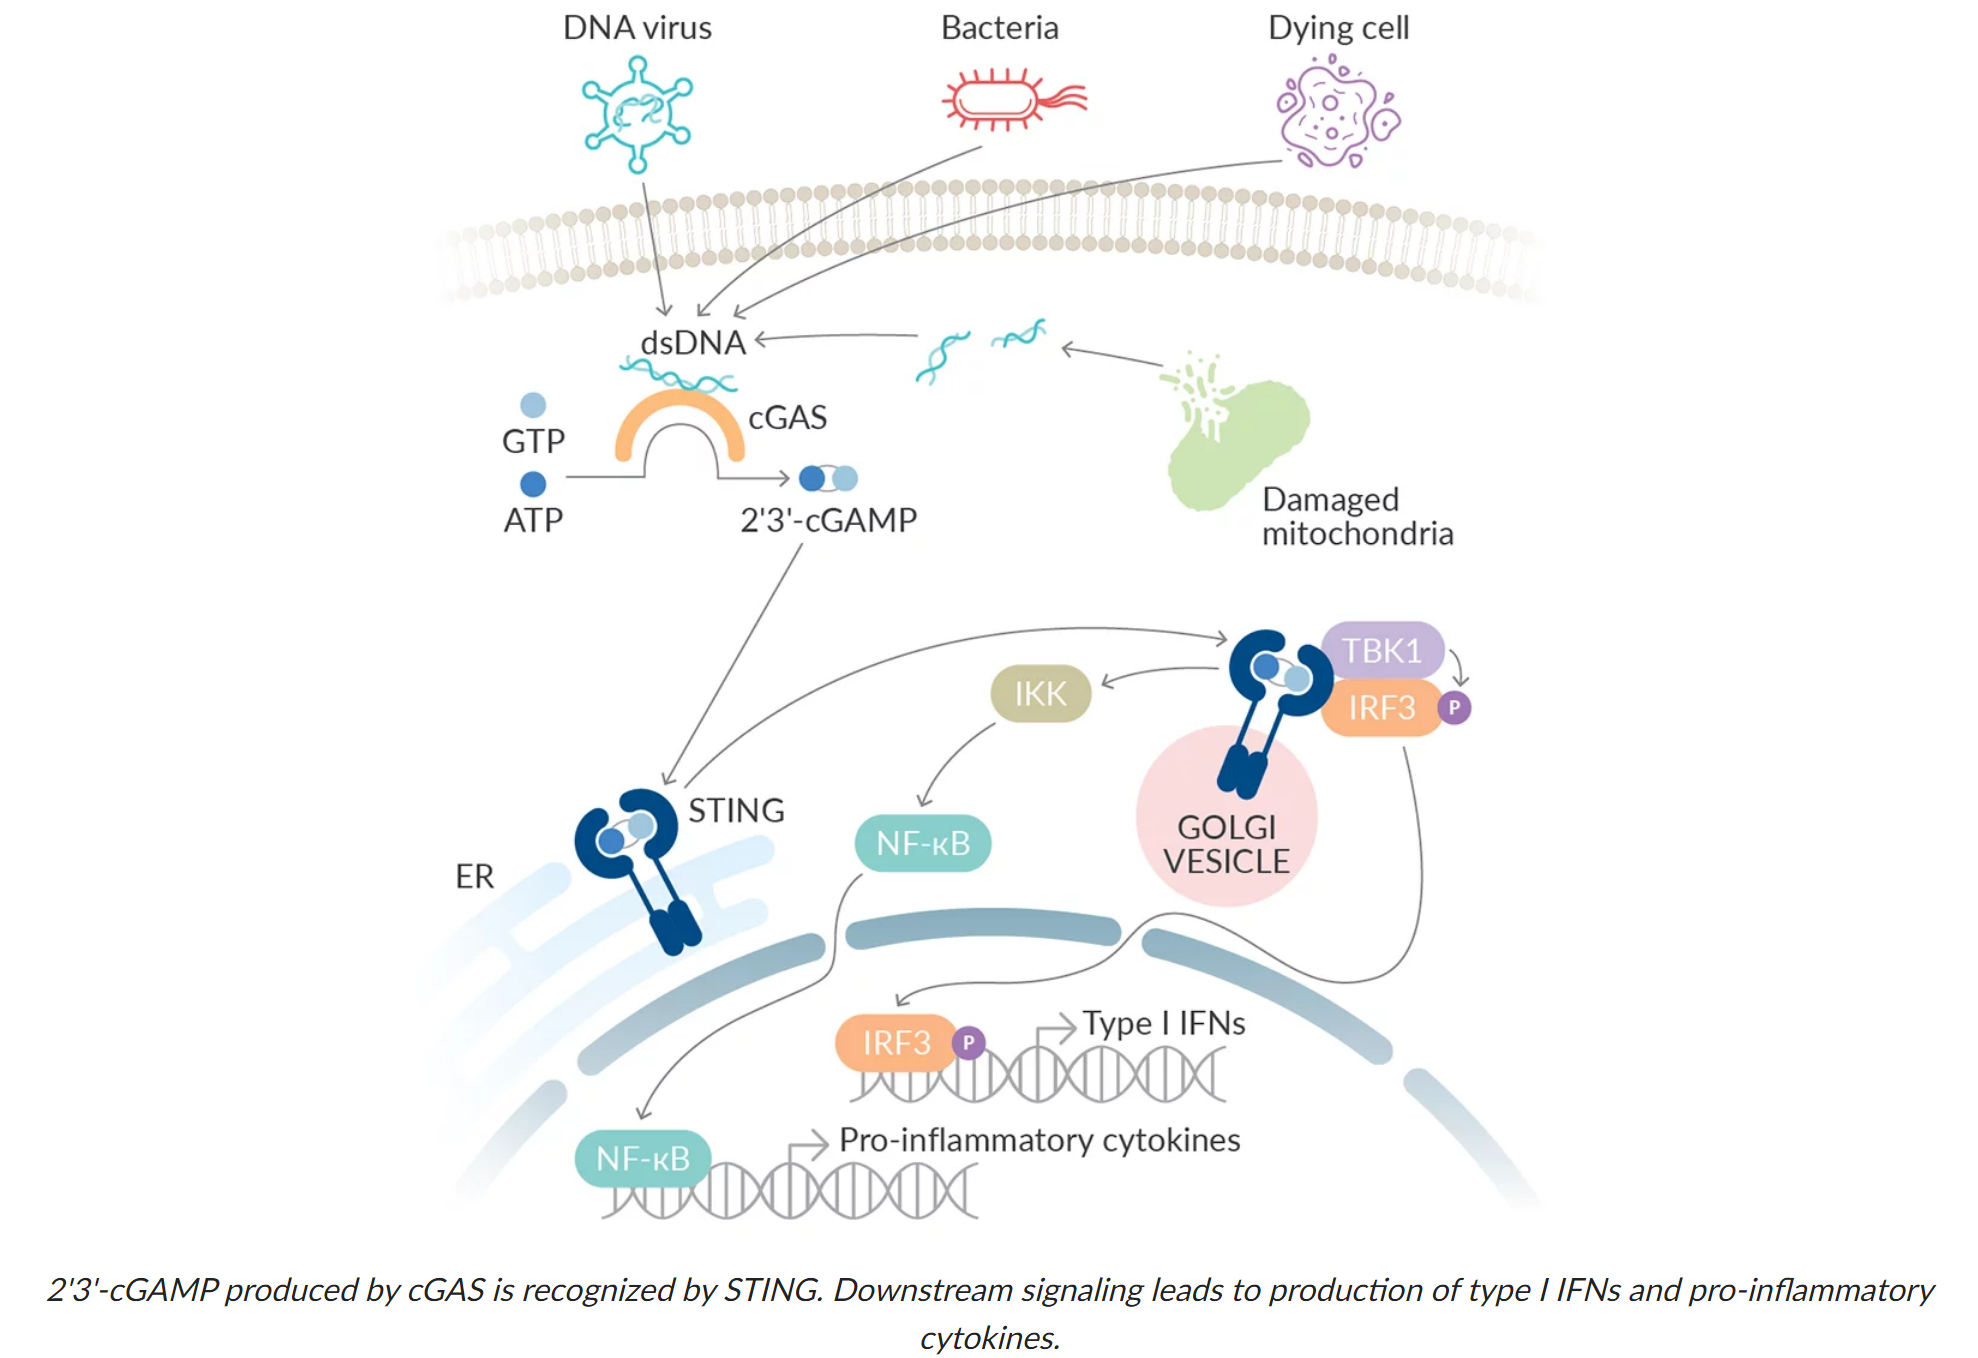 DNA virus
Bacteria
Dying cell
dsDNA
cGAS
GTP
ATP
2'3'-cGAMP
Damaged
mitochondria
TBK1
IKK
IRF3
P
STING
NF-κB
GOLGI
VESICLE
ER
Type I IFNs
IRF3
P
Pro-inflammatory cytokines
NF-κB
2'3'-cGAMP produced by cGAS is recognized by STING. Downstream signaling leads to production of type I IFNs and pro-inflammatory
cytokines.